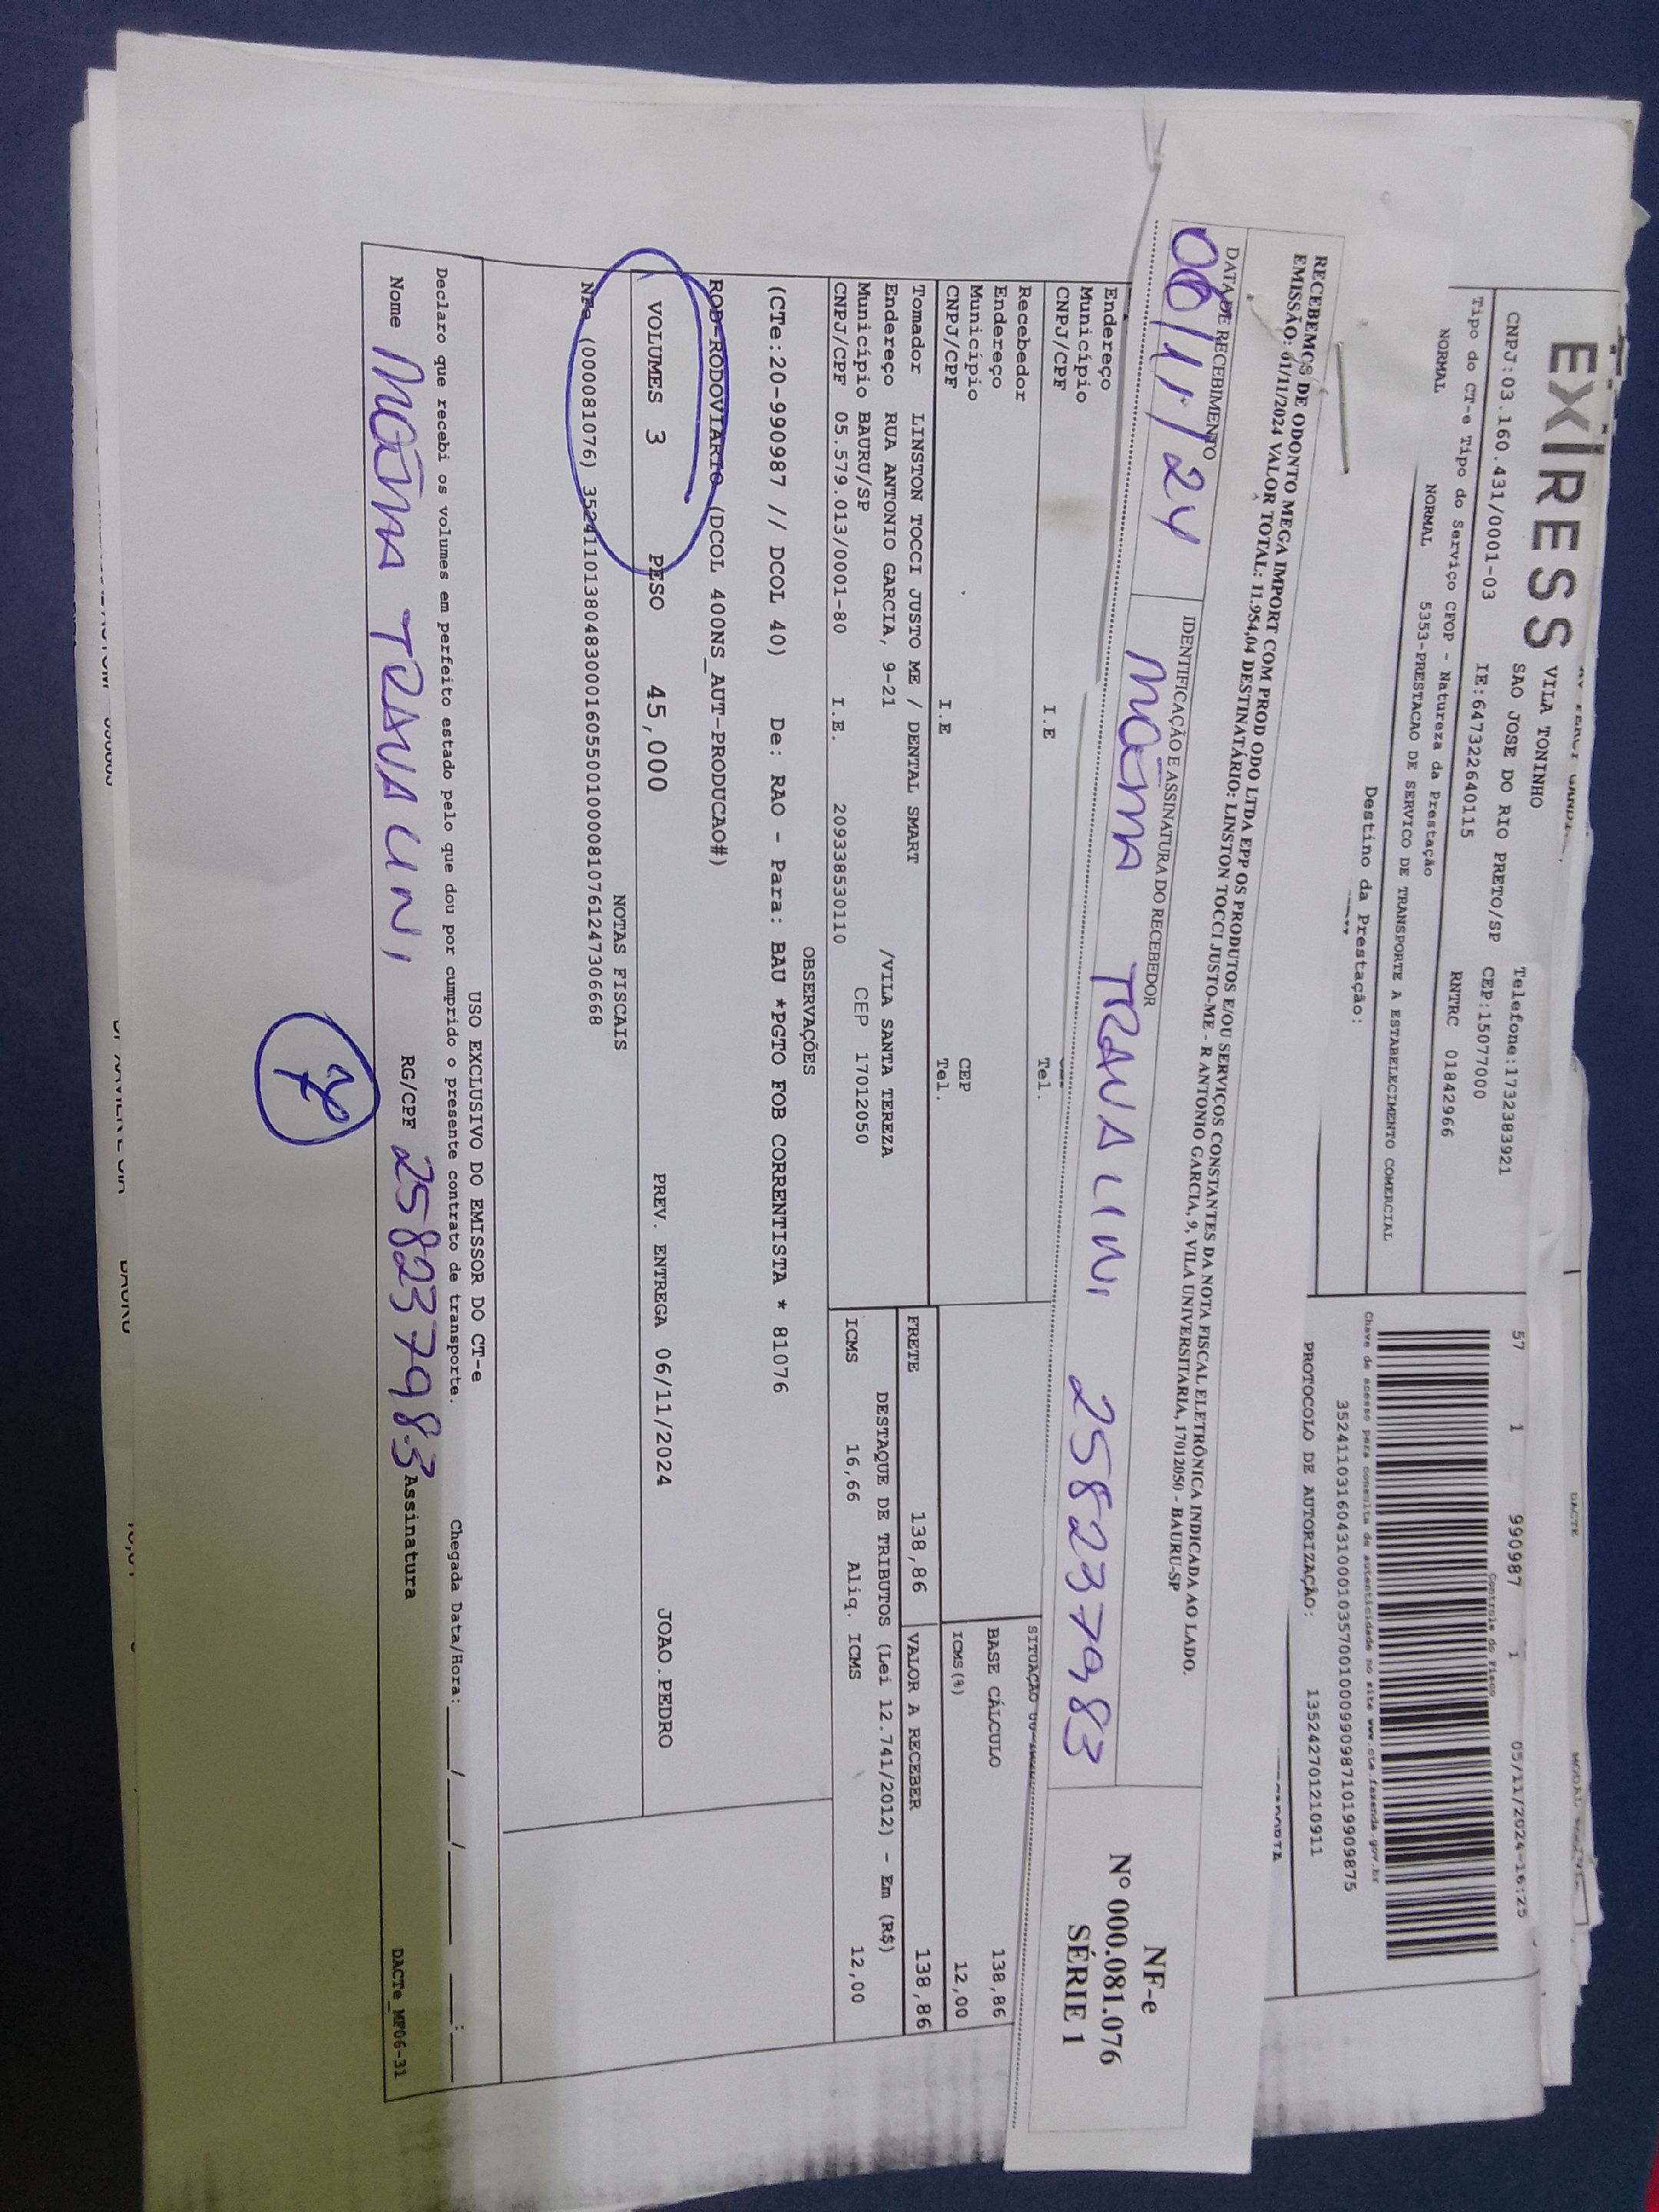 EXPRESS
VILA TONINHO
SAO JOSE DO RIO PRETO/SP Telefone:1732383921
CNPJ:03.160.431/0001-03 IE:647322640115 CEP:15077000
RNTRC 01842966
Tipo do CT-e Tipo do Serviço CFOP - Natureza da Prestação
NORMAL NORMAL 5353-PRESTACAO DE SERVICO DE TRANSPORTE A ESTABELECIMENTO COMERCIAL
Destino da Prestação:
DACTE
57 1 990987 1 05/11/2024-16:25
Controle do Fisco
Chave de acesso para consulta de autenticidade no site www.cte.fazenda.gov.br
35241103160431000103570010009909871019909875
PROTOCOLO DE AUTORIZAÇÃO: 135242701210911
RECEBEMOS DE ODONTO MEGA IMPORT COM PROD ODO LTDA EPP OS PRODUTOS E/OU SERVIÇOS CONSTANTES DA NOTA FISCAL ELETRÔNICA INDICADA AO LADO.
EMISSÃO: 01/11/2024 VALOR TOTAL: 11.954,04 DESTINATÁRIO: LINSTON TOCCI JUSTO-ME - R ANTONIO GARCIA, 9, VILA UNIVERSITARIA, 17012050 - BAURU-SP
DATA DE RECEBIMENTO IDENTIFICAÇÃO E ASSINATURA DO RECEBEDOR
06/11/24 258237983
NF-e
Nº 000.081.076
SÉRIE 1
Endereço
Município
CNPJ/CPF I.E Tel.
Recebedor
Endereço
Município CEP
CNPJ/CPF I.E Tel.
BASE CÁLCULO 138,86
ICMS(%) 12,00
Tomador LINSTON TOCCI JUSTO ME / DENTAL SMART
Endereço RUA ANTONIO GARCIA, 9-21 /VILA SANTA TEREZA
Município BAURU/SP CEP 17012050
CNPJ/CPF 05.579.013/0001-80 I.E. 209338530110
FRETE 138,86 VALOR A RECEBER 138,86
DESTAQUE DE TRIBUTOS (Lei 12.741/2012) - Em (R$)
ICMS 16,66 Aliq. ICMS 12,00
OBSERVAÇÕES
(CTe:20-990987 // DCOL 40) De: RAO - Para: BAU *PGTO FOB CORRENTISTA * 81076
ROD-RODOVIARIO (DCOL 400NS_AUT-PRODUCAO#)
VOLUMES 3 PESO 45,000 PREV. ENTREGA 06/11/2024 JOAO.PEDRO
NOTAS FISCAIS
NFe (000081076) 35241101380483000160550010000810761247306668
USO EXCLUSIVO DO EMISSOR DO CT-e
Declaro que recebi os volumes em perfeito estado pelo que dou por cumprido o presente contrato de transporte. Chegada Data/Hora: ___/___/___ ___:___
Nome RG/CPF 25823798.3 Assinatura
DACTe_MF06-31